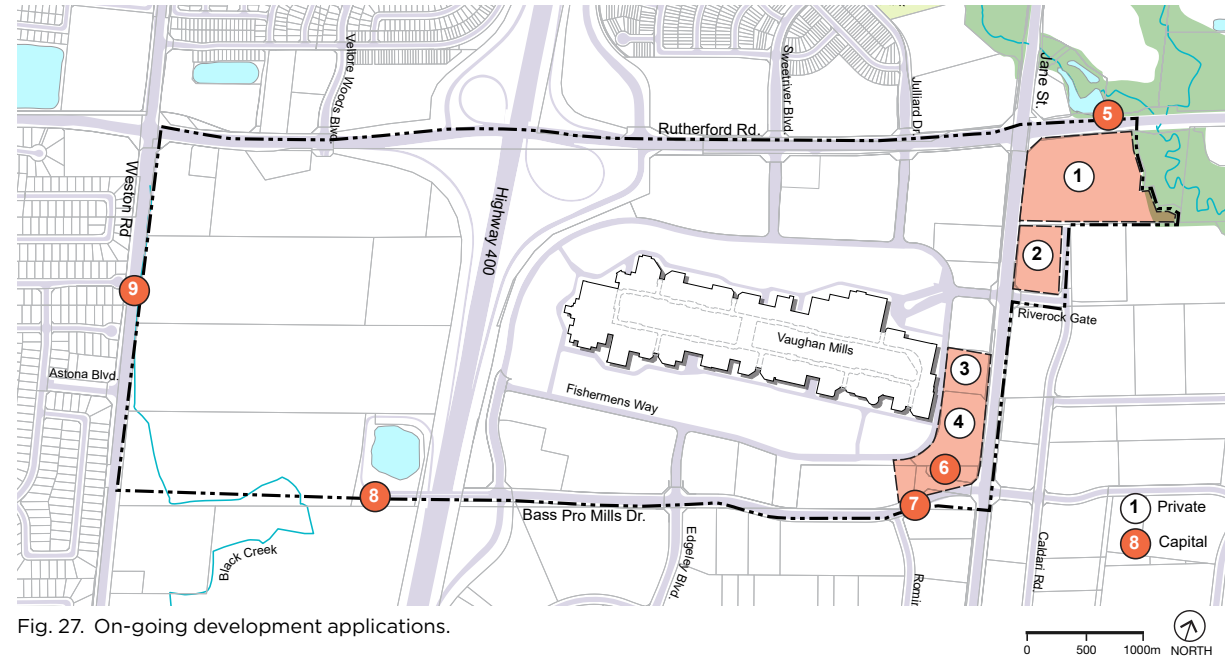 Vellore Woods Blvd.
Sweetriver Blvd.
Julliard Dr.
Jane St.
5
Rutherford Rd.
1
Weston Rd
Highway 400
2
9
Riverock Gate
Vaughan Mills
3
Astona Blvd.
Fishermens Way
4
6
8
7
Bass Pro Mills Dr.
1 Private
8 Capital
Black Creek
Edgeley Blvd.
Caldari Rd.
Fig. 27. On-going development applications.
0 500 1000m NORTH